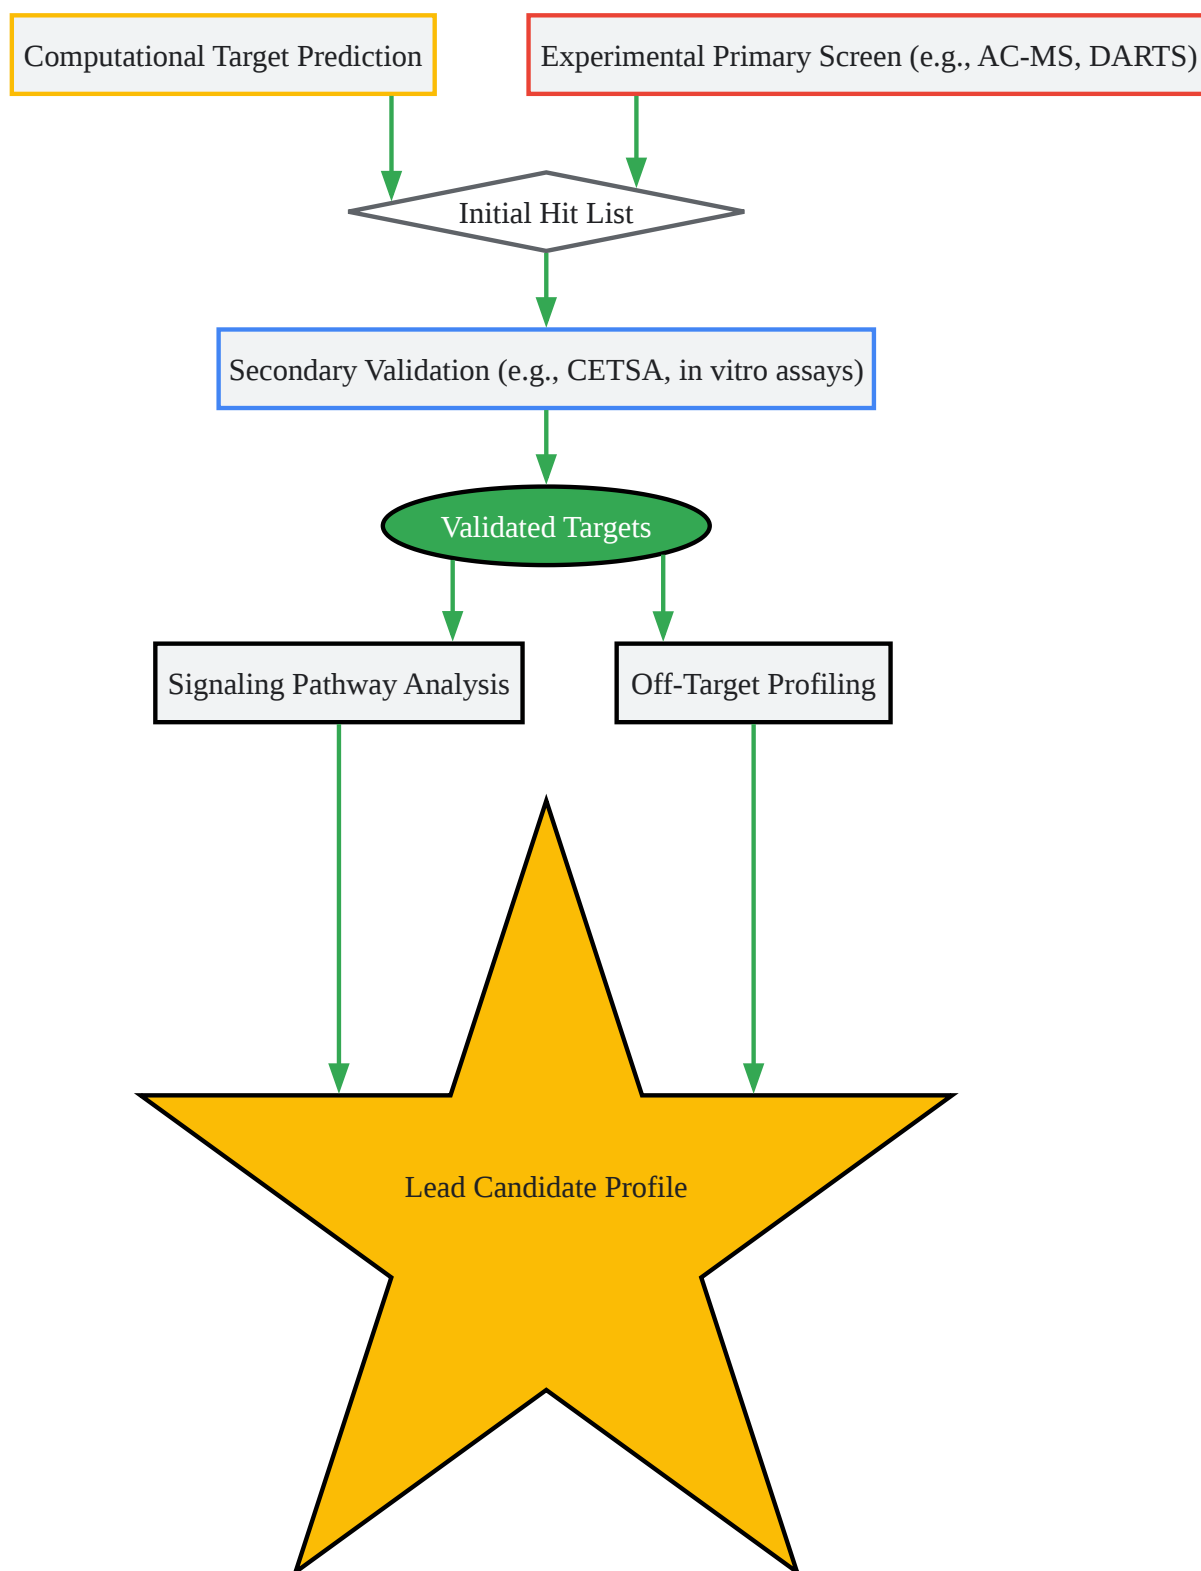 Computational Target Prediction
Experimental Primary Screen (e.g., AC-MS, DARTS)
Initial Hit List
Secondary Validation (e.g., CETSA, in vitro assays)
Validated Targets
Signaling Pathway Analysis
Off-Target Profiling
Lead Candidate Profile